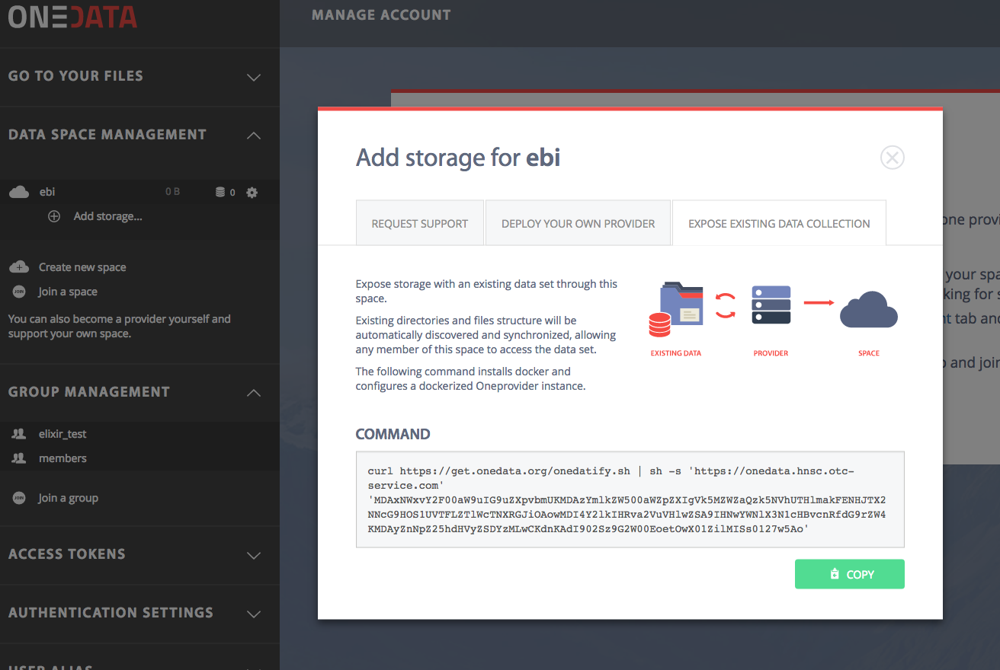 ONEDATA
MANAGE ACCOUNT
GO TO YOUR FILES
DATA SPACE MANAGEMENT
ebi 0 B 0
Add storage...
Create new space
JOIN Join a space
You can also become a provider yourself and
support your own space.
GROUP MANAGEMENT
elixir_test
members
JOIN Join a group
ACCESS TOKENS
AUTHENTICATION SETTINGS
USER ALIAS
Add storage for ebi
REQUEST SUPPORT
DEPLOY YOUR OWN PROVIDER
EXPOSE EXISTING DATA COLLECTION
Expose storage with an existing data set through this
space.
Existing directories and files structure will be
automatically discovered and synchronized, allowing
any member of this space to access the data set.
The following command installs docker and
configures a dockerized Oneprovider instance.
EXISTING DATA
PROVIDER
SPACE
COMMAND
curl https://get.onedata.org/onedatify.sh | sh -s 'https://onedata.hnsc.otc-
service.com'
'MDAxNWxvY2F00aW9uIG9uZXpvbmUKMDAzYmlkZW500aWZpZXIgVk5MZWZaQzk5NVhUTHlmakFENHJTX2
NNcG9HOS1UVTFLZTlWcTNXRGJiOAowMDI4Y2lkIHRva2VuVHlwZSA9IHNwYWNlX3N1cHBvcnRfdG9rZW4
KMDAyZnNpZ25hdHVyZSDYzMLwCKdnKAdI902Sz9G2W00EoetOwX01ZilMISs0127w5Ao'
COPY
one provi
your spa
king for s
nt tab and
and join